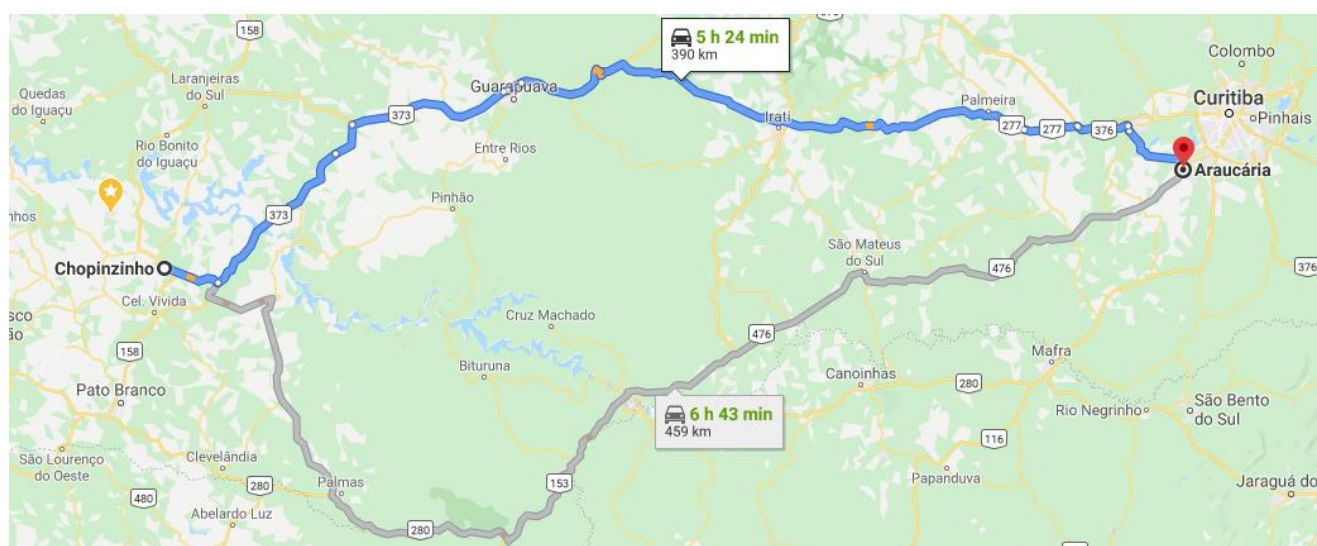 158
5 h 24 min
390 km
Colombo
Laranjeiras
do Sul
Quedas
do Iguaçu
Guarapuava
Curitiba
Pinhais
373
Palmeira
Irati
277
277
376
Rio Bonito
do Iguaçu
Entre Rios
Araucária
Pinhão
373
São Mateus
do Sul
Chopinzinho
476
376
Cel. Vivida
Cruz Machado
476
158
Bituruna
Mafra
Canoinhas
280
Pato Branco
6 h 43 min
459 km
Rio Negrinho
São Bento
do Sul
116
São Lourenço
do Oeste
Clevelândia
280
Palmas
153
Papanduva
480
Jaraguá do
Abelardo Luz
280